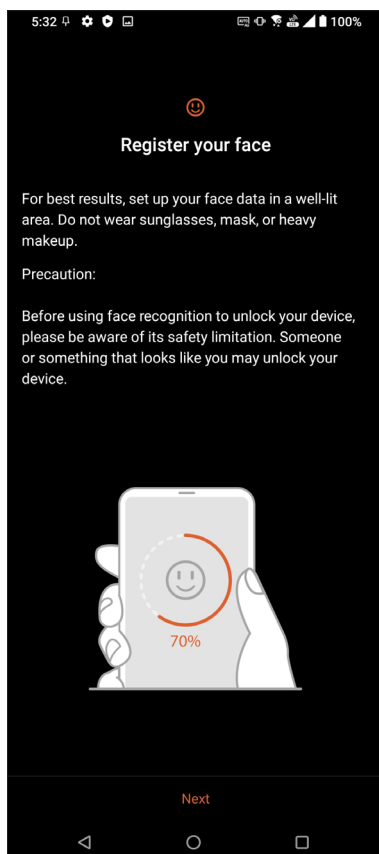 5:32 100%
Register your face
For best results, set up your face data in a well-lit
area. Do not wear sunglasses, mask, or heavy
makeup.
Precaution:
Before using face recognition to unlock your device,
please be aware of its safety limitation. Someone
or something that looks like you may unlock your
device.
70%
Next